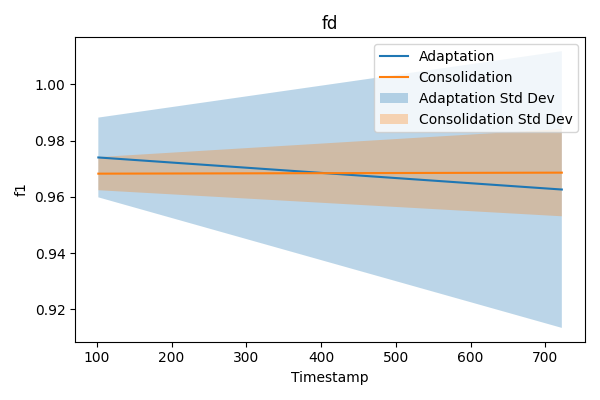 fd
Adaptation
Consolidation
Adaptation Std Dev
Consolidation Std Dev
1.00
0.98
0.96
0.94
0.92
f1
100 200 300 400 500 600 700
Timestamp